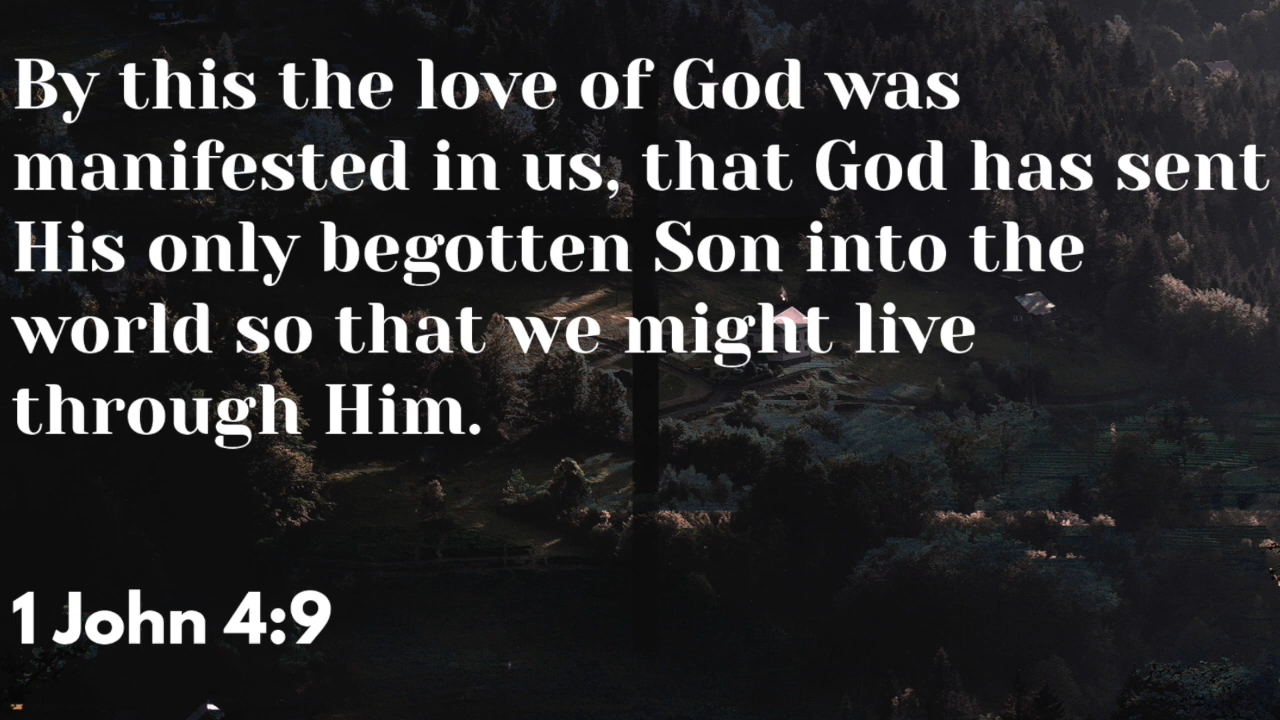 By this the love of God was
manifested in us, that God has sent
His only begotten Son into the
world so that we might live
through Him.
1 John 4:9